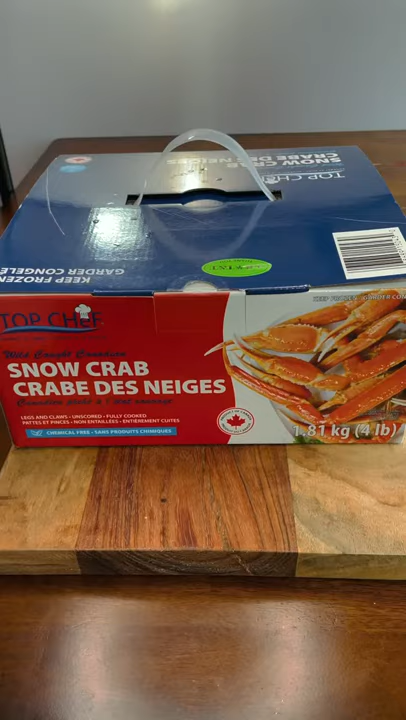 TOP CHEF
SNOW CRAB
CRABE DES NEIGES
KEEP FROZEN
GARDER CONGELÉ
KEEP FROZEN / GARDER CON
TOP CHEF
Wild Caught Canadian
SNOW CRAB
CRABE DES NEIGES
LEGS AND CLAWS - UNSCORED - FULLY COOKED
PATTES ET PINCES - NON ENTAILLÉES - ENTIÈREMENT CUITES
CHEMICAL FREE - SANS PRODUITS CHIMIQUES
1.81 kg (4 lb)